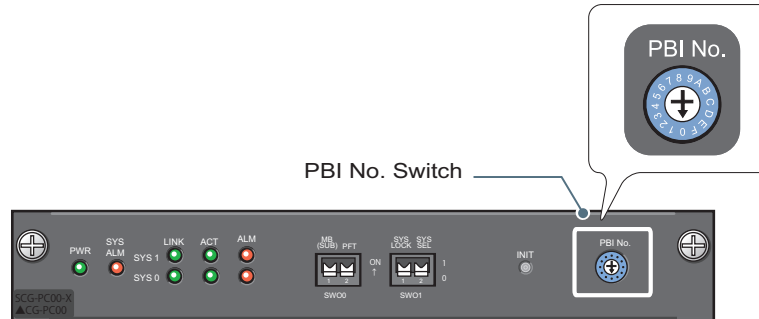 PBI No.
7 8 9 A B C D E F 0 1 2 3 4 5 6
PBI No. Switch
PWR
SYS ALM
LINK
ACT
ALM
SYS 1
SYS 0
MB (SUB)
PFT
1 2
SWO0
ON
↑
SYS LOCK
SYS SEL
1 2
SWO1
1
0
INIT
PBI No.
SCG-PC00-X
▲CG-PC00